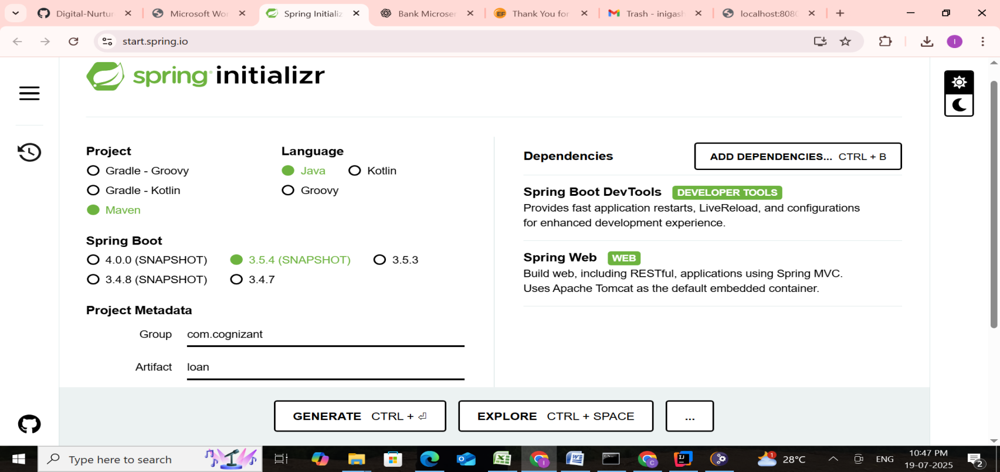 Digital-Nurtur
Microsoft Wor
Spring Initializ
Bank Microser
EF Thank You for
Trash - inigash
localhost:8080
start.spring.io
I
spring initializr
Project
Gradle - Groovy
Gradle - Kotlin
Maven
Language
Java Kotlin
Groovy
Spring Boot
4.0.0 (SNAPSHOT) 3.5.4 (SNAPSHOT) 3.5.3
3.4.8 (SNAPSHOT) 3.4.7
Project Metadata
Group com.cognizant
Artifact loan
Dependencies ADD DEPENDENCIES... CTRL + B
Spring Boot DevTools DEVELOPER TOOLS
Provides fast application restarts, LiveReload, and configurations
for enhanced development experience.
Spring Web WEB
Build web, including RESTful, applications using Spring MVC.
Uses Apache Tomcat as the default embedded container.
GENERATE CTRL + ⏎ EXPLORE CTRL + SPACE ...
Type here to search
1 28°C ENG
10:47 PM
19-07-2025
2